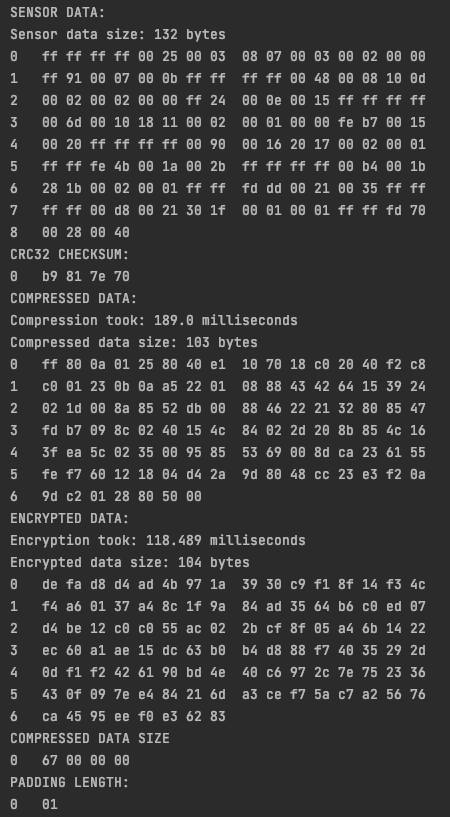 SENSOR DATA:
Sensor data size: 132 bytes
0   ff ff ff ff 00 25 00 03  08 07 00 03 00 02 00 00
1   ff 91 00 07 00 0b ff ff  ff ff 00 48 00 08 10 0d
2   00 02 00 02 00 00 ff 24  00 0e 00 15 ff ff ff ff
3   00 6d 00 10 18 11 00 02  00 01 00 00 fe b7 00 15
4   00 20 ff ff ff ff 00 90  00 16 20 17 00 02 00 01
5   ff ff fe 4b 00 1a 00 2b  ff ff ff ff 00 b4 00 1b
6   28 1b 00 02 00 01 ff ff  fd dd 00 21 00 35 ff ff
7   ff ff 00 d8 00 21 30 1f  00 01 00 01 ff ff fd 70
8   00 28 00 40
CRC32 CHECKSUM:
0   b9 81 7e 70
COMPRESSED DATA:
Compression took: 189.0 milliseconds
Compressed data size: 103 bytes
0   ff 80 0a 01 25 80 40 e1  10 70 18 c0 20 40 f2 c8
1   c0 01 23 0b 0a a5 22 01  08 88 43 42 64 15 39 24
2   02 1d 00 8a 85 52 db 00  88 46 22 21 32 80 85 47
3   fd b7 09 8c 02 40 15 4c  84 02 2d 20 8b 85 4c 16
4   3f ea 5c 02 35 00 95 85  53 69 00 8d ca 23 61 55
5   fe f7 60 12 18 04 d4 2a  9d 80 48 cc 23 e3 f2 0a
6   9d c2 01 28 80 50 00
ENCRYPTED DATA:
Encryption took: 118.489 milliseconds
Encrypted data size: 104 bytes
0   de fa d8 d4 ad 4b 97 1a  39 30 c9 f1 8f 14 f3 4c
1   f4 a6 01 37 a4 8c 1f 9a  84 ad 35 64 b6 c0 ed 07
2   d4 be 12 c0 c0 55 ac 02  2b cf 8f 05 a4 6b 14 22
3   ec 60 a1 ae 15 dc 63 b0  b4 d8 88 f7 40 35 29 2d
4   0d f1 f2 42 61 90 bd 4e  40 c6 97 2c 7e 75 23 36
5   43 0f 09 7e e4 84 21 6d  a3 ce f7 5a c7 a2 56 76
6   ca 45 95 ee f0 e3 62 83
COMPRESSED DATA SIZE
0   67 00 00 00
PADDING LENGTH:
0   01